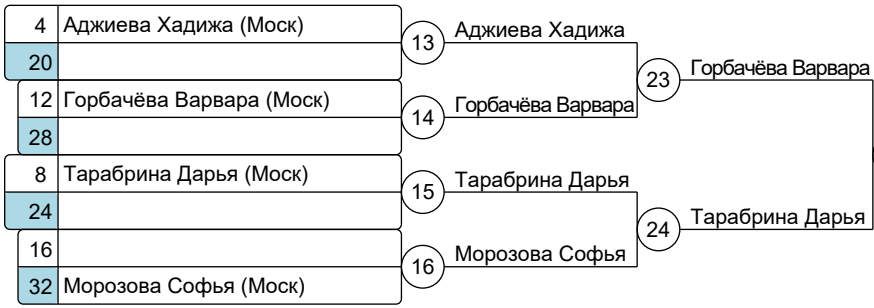 4 Аджиева Хадижа (Моск)
20
13 Аджиева Хадижа
12 Горбачёва Варвара (Моск)
28
14 Горбачёва Варвара
23 Горбачёва Варвара
8 Тарабрина Дарья (Моск)
24
15 Тарабрина Дарья
16
32 Морозова Софья (Моск)
16 Морозова Софья
24 Тарабрина Дарья